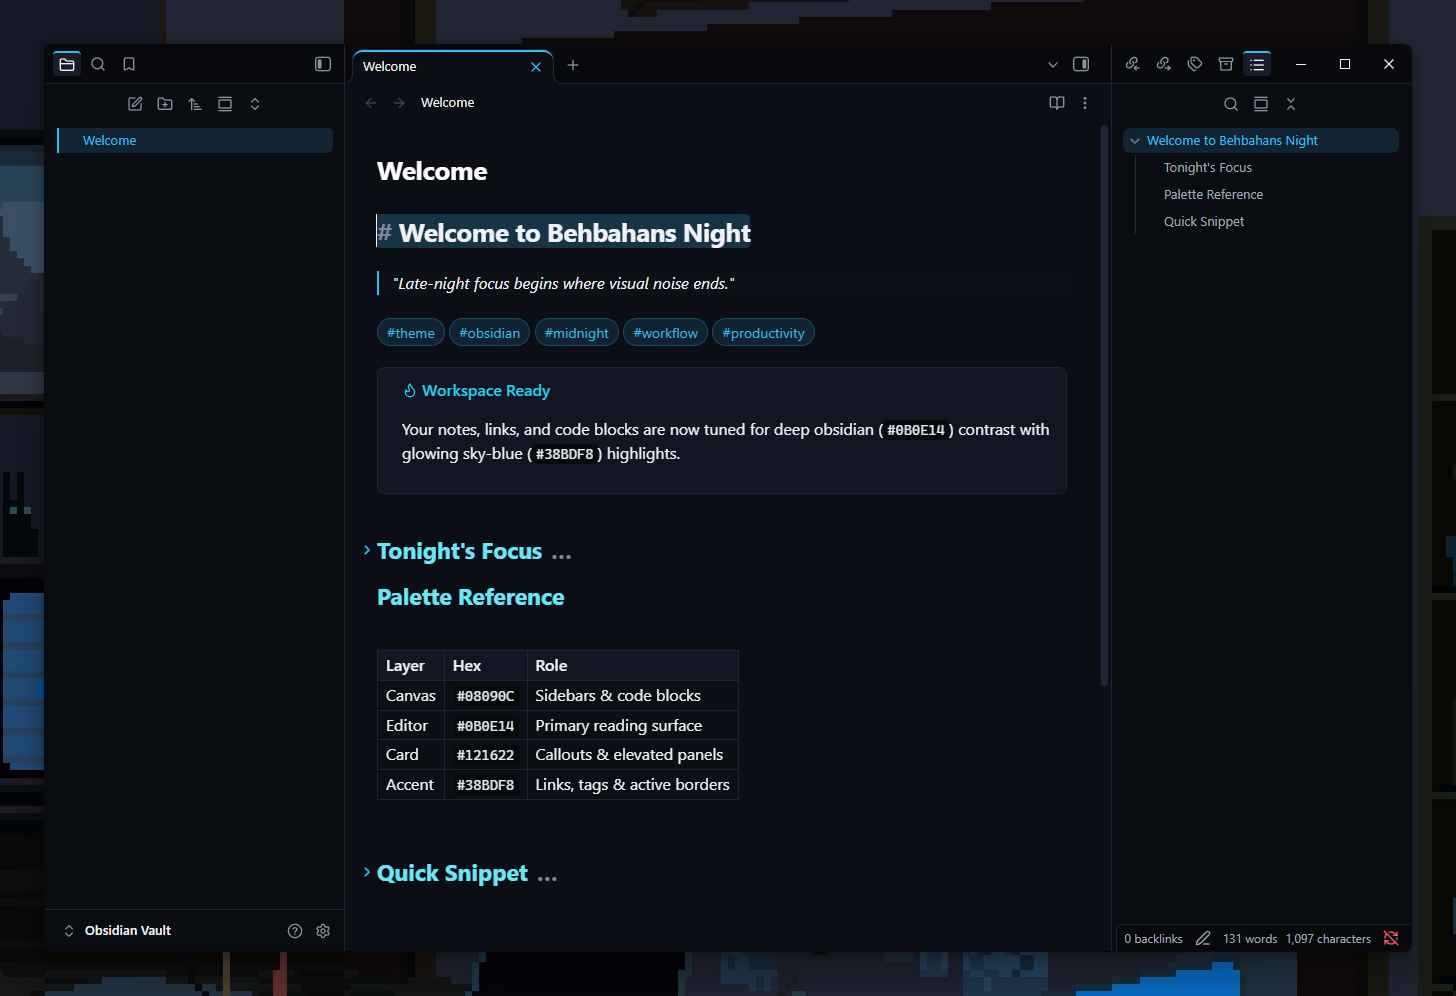 Welcome
Welcome
Welcome
Welcome
# Welcome to Behbahans Night
"Late-night focus begins where visual noise ends."
#theme #obsidian #midnight #workflow #productivity
Workspace Ready
Your notes, links, and code blocks are now tuned for deep obsidian ( #0B0E14 ) contrast with
glowing sky-blue ( #38BDF8 ) highlights.
Tonight's Focus ...
Palette Reference
Layer Hex Role
Canvas #08090C Sidebars & code blocks
Editor #0B0E14 Primary reading surface
Card #121622 Callouts & elevated panels
Accent #38BDF8 Links, tags & active borders
Quick Snippet ...
Welcome to Behbahans Night
Tonight's Focus
Palette Reference
Quick Snippet
Obsidian Vault
0 backlinks 131 words 1,097 characters